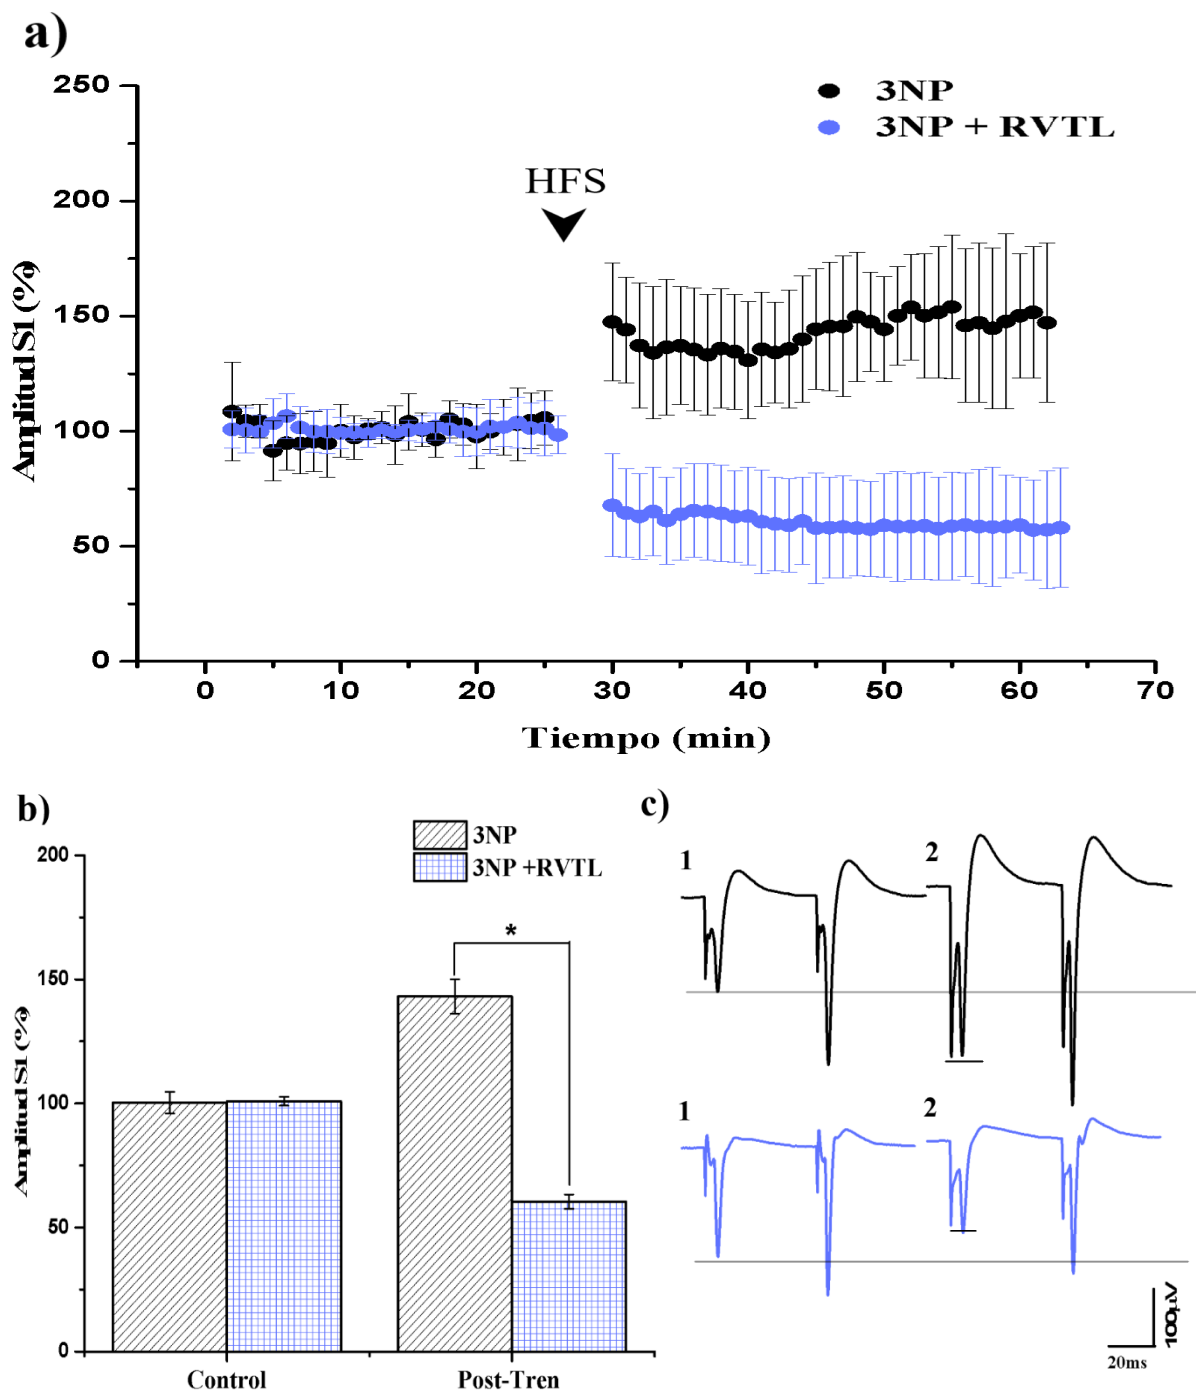 a)
250
200
150
100
50
0
Amplitud S1 (%)
3NP
3NP + RVTL
HFS
0 10 20 30 40 50 60 70
Tiempo (min)
b)
3NP
3NP +RVTL
200
150
100
50
0
Amplitud S1 (%)
*
Control Post-Tren
c)
1 2
1 2
100µV
20ms